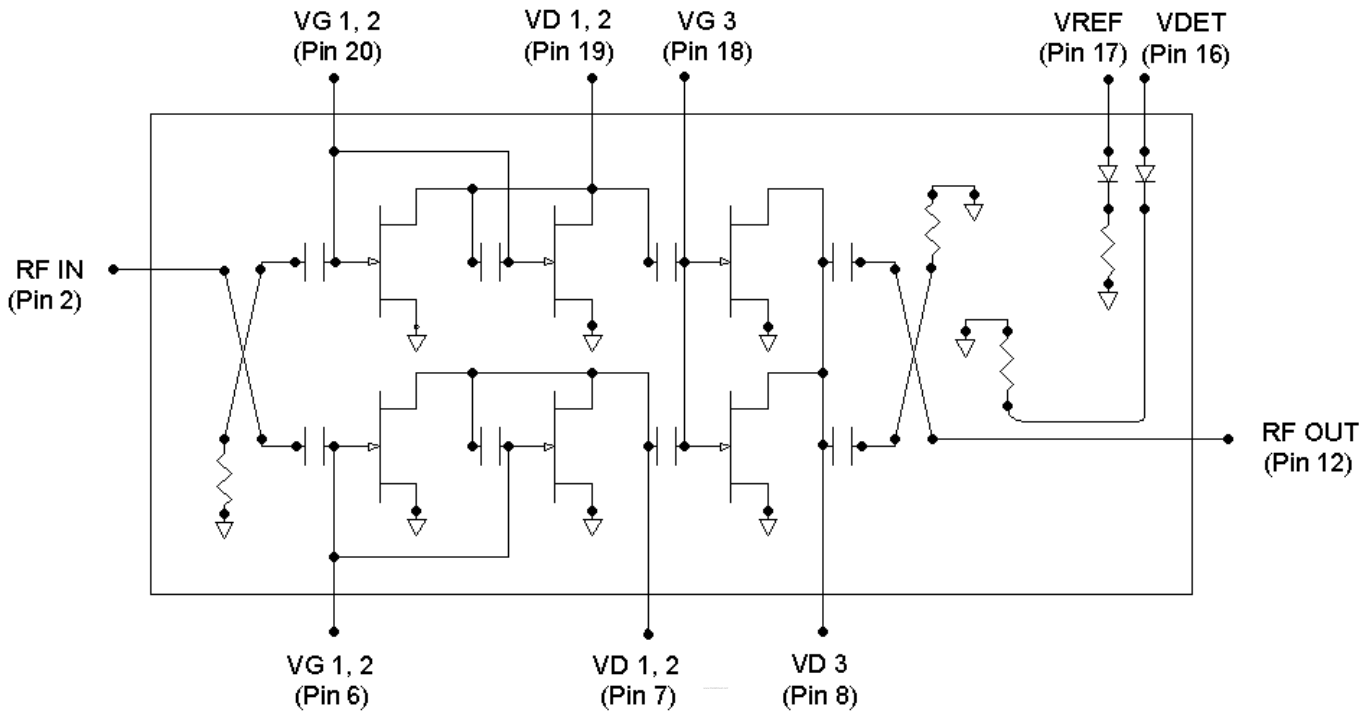 VG 1, 2
(Pin 20)
VD 1, 2
(Pin 19)
VG 3
(Pin 18)
VREF
(Pin 17)
VDET
(Pin 16)
RF IN
(Pin 2)
RF OUT
(Pin 12)
VG 1, 2
(Pin 6)
VD 1, 2
(Pin 7)
VD 3
(Pin 8)